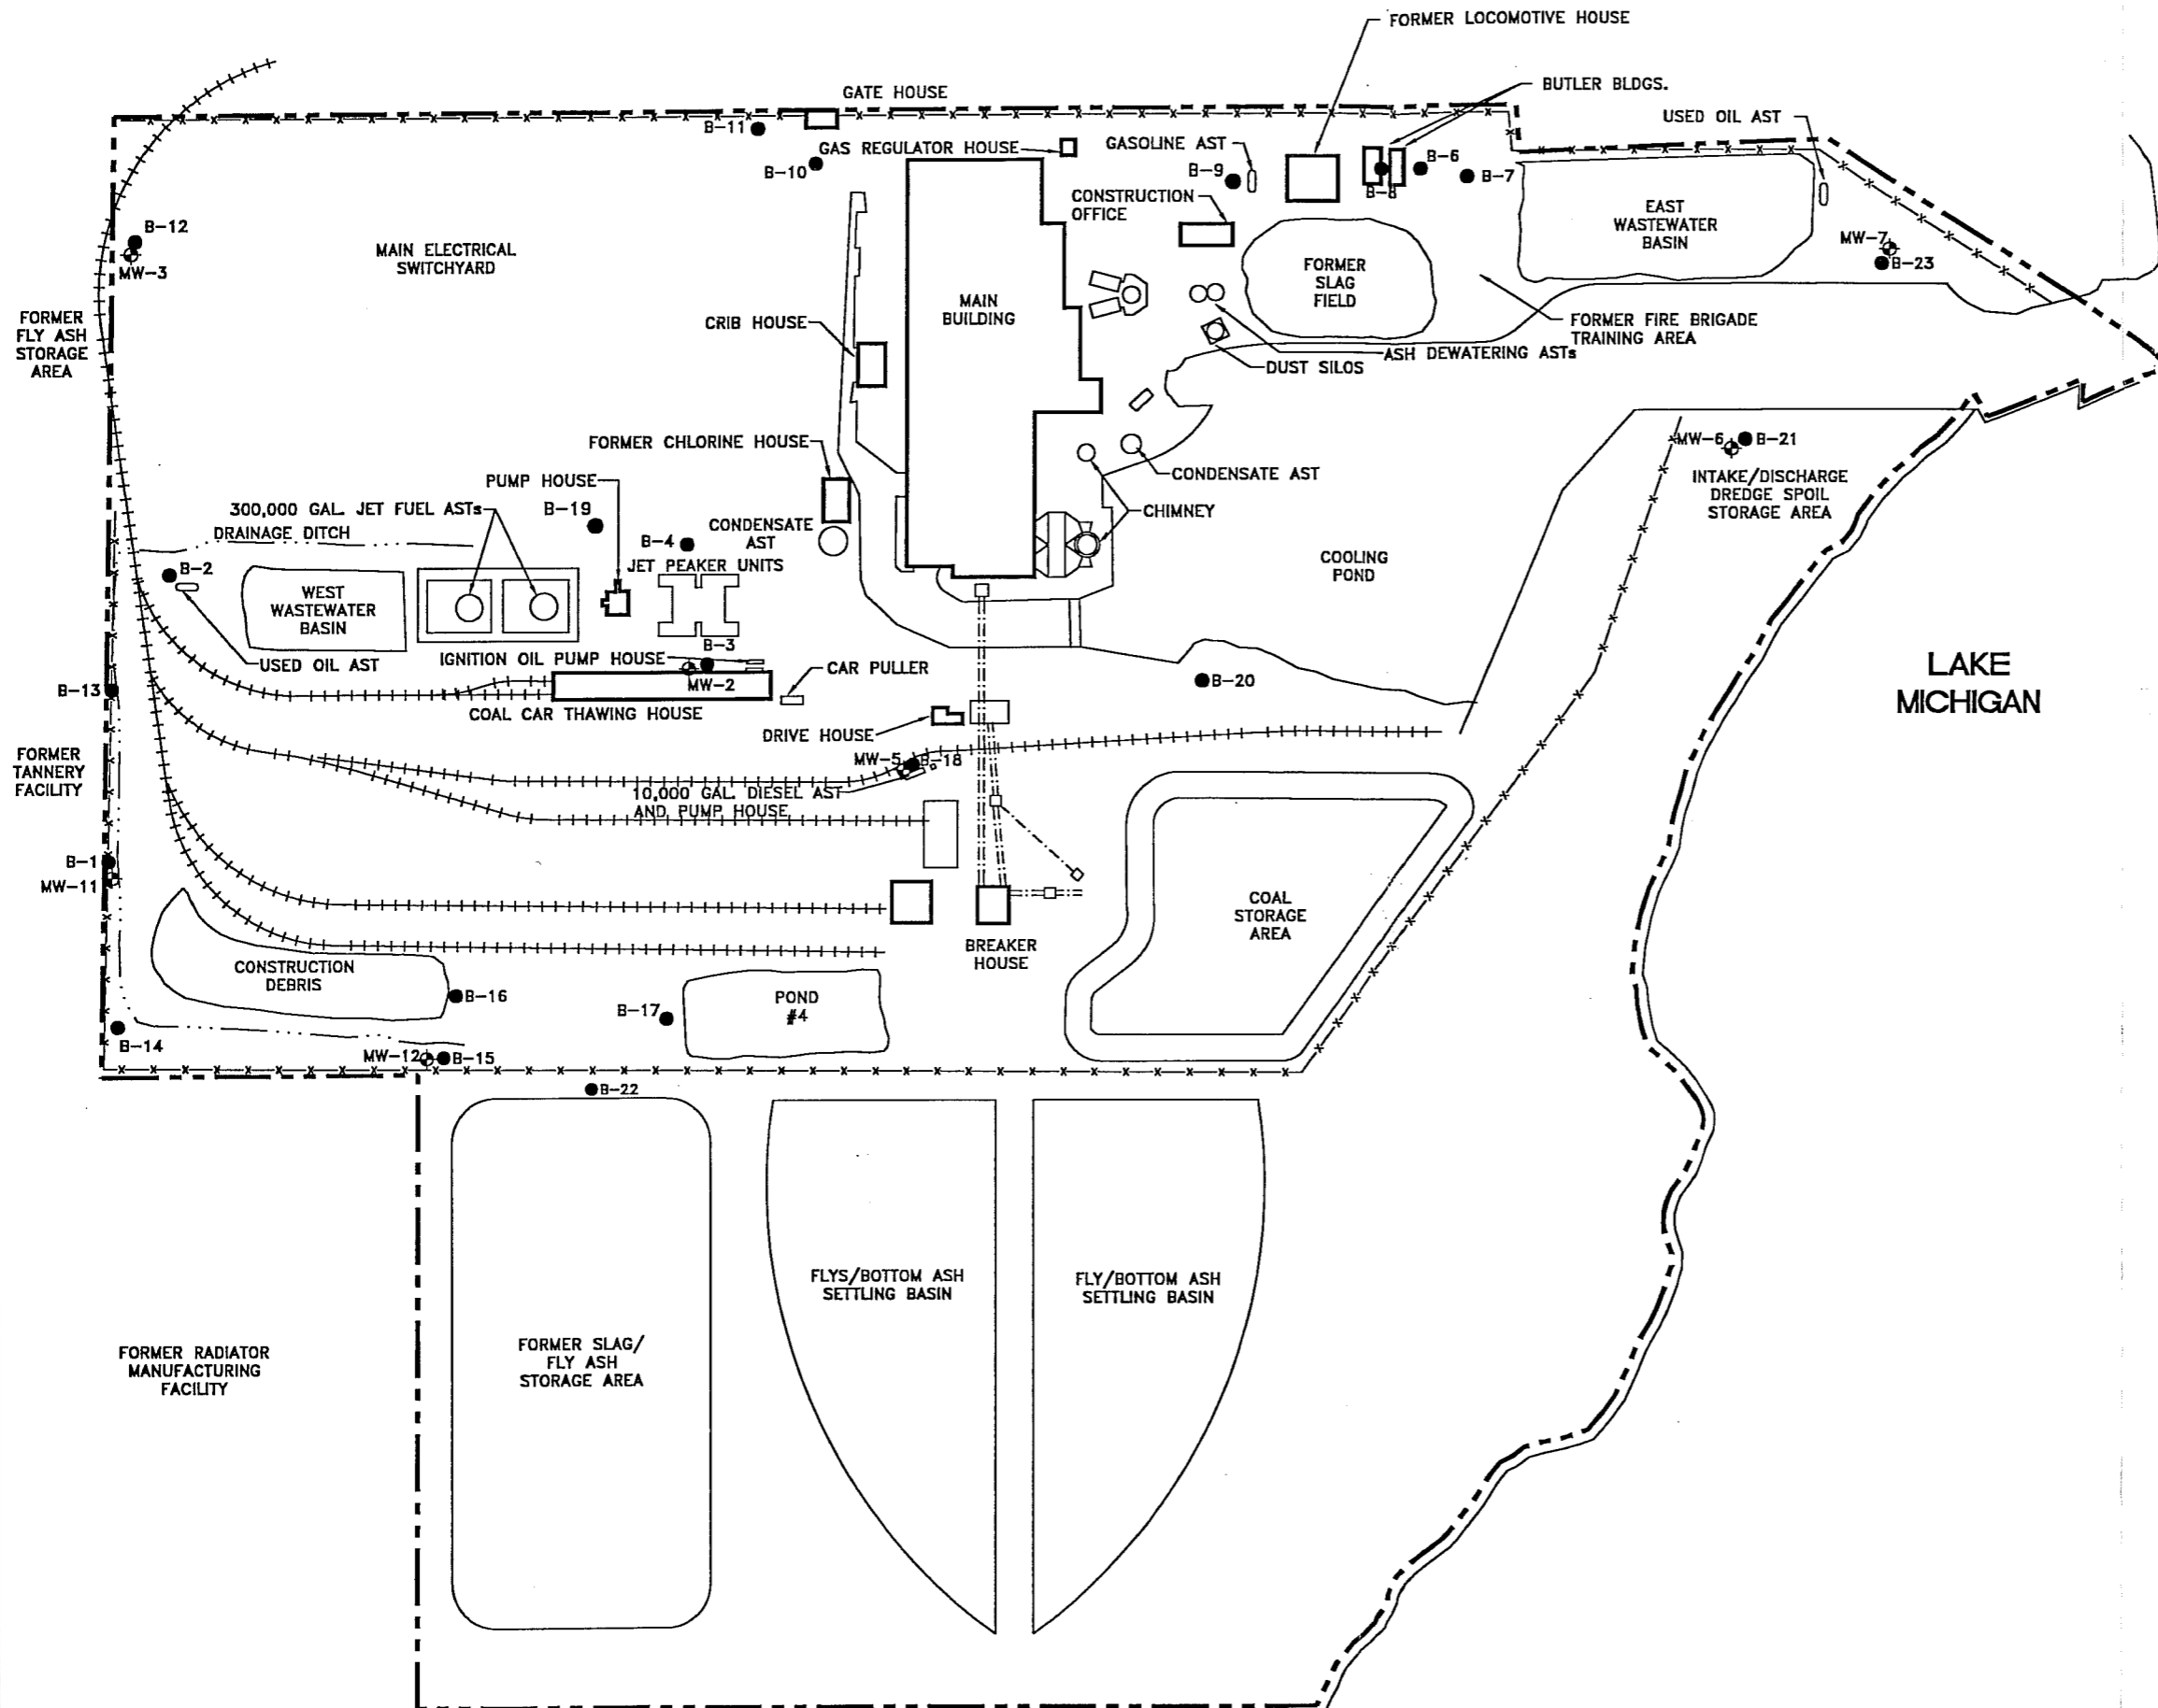 FORMER LOCOMOTIVE HOUSE
BUTLER BLDGS.
GATE HOUSE
USED OIL AST
B-11
GAS REGULATOR HOUSE
GASOLINE AST
B-10
B-9
B-8
B-6
B-7
CONSTRUCTION
OFFICE
EAST
WASTEWATER
BASIN
B-12
MW-3
MAIN ELECTRICAL
SWITCHYARD
MW-7
B-23
FORMER
SLAG
FIELD
MAIN
BUILDING
FORMER
FLY ASH
STORAGE
AREA
CRIB HOUSE
FORMER FIRE BRIGADE
TRAINING AREA
ASH DEWATERING ASTs
DUST SILOS
FORMER CHLORINE HOUSE
MW-6
B-21
CONDENSATE AST
INTAKE/DISCHARGE
DREDGE SPOIL
STORAGE AREA
PUMP HOUSE
300,000 GAL. JET FUEL ASTs
B-19
CHIMNEY
DRAINAGE DITCH
CONDENSATE
AST
B-4
JET PEAKER UNITS
COOLING
POND
B-2
WEST
WASTEWATER
BASIN
USED OIL AST
IGNITION OIL PUMP HOUSE
B-3
MW-2
CAR PULLER
B-20
LAKE
MICHIGAN
B-13
COAL CAR THAWING HOUSE
DRIVE HOUSE
FORMER
TANNERY
FACILITY
MW-5
B-18
10,000 GAL. DIESEL AST
AND PUMP HOUSE
B-1
MW-11
COAL
STORAGE
AREA
BREAKER
HOUSE
CONSTRUCTION
DEBRIS
B-16
B-17
POND
#4
B-14
MW-12
B-15
B-22
FLYS/BOTTOM ASH
SETTLING BASIN
FLY/BOTTOM ASH
SETTLING BASIN
FORMER SLAG/
FLY ASH
STORAGE AREA
FORMER RADIATOR
MANUFACTURING
FACILITY